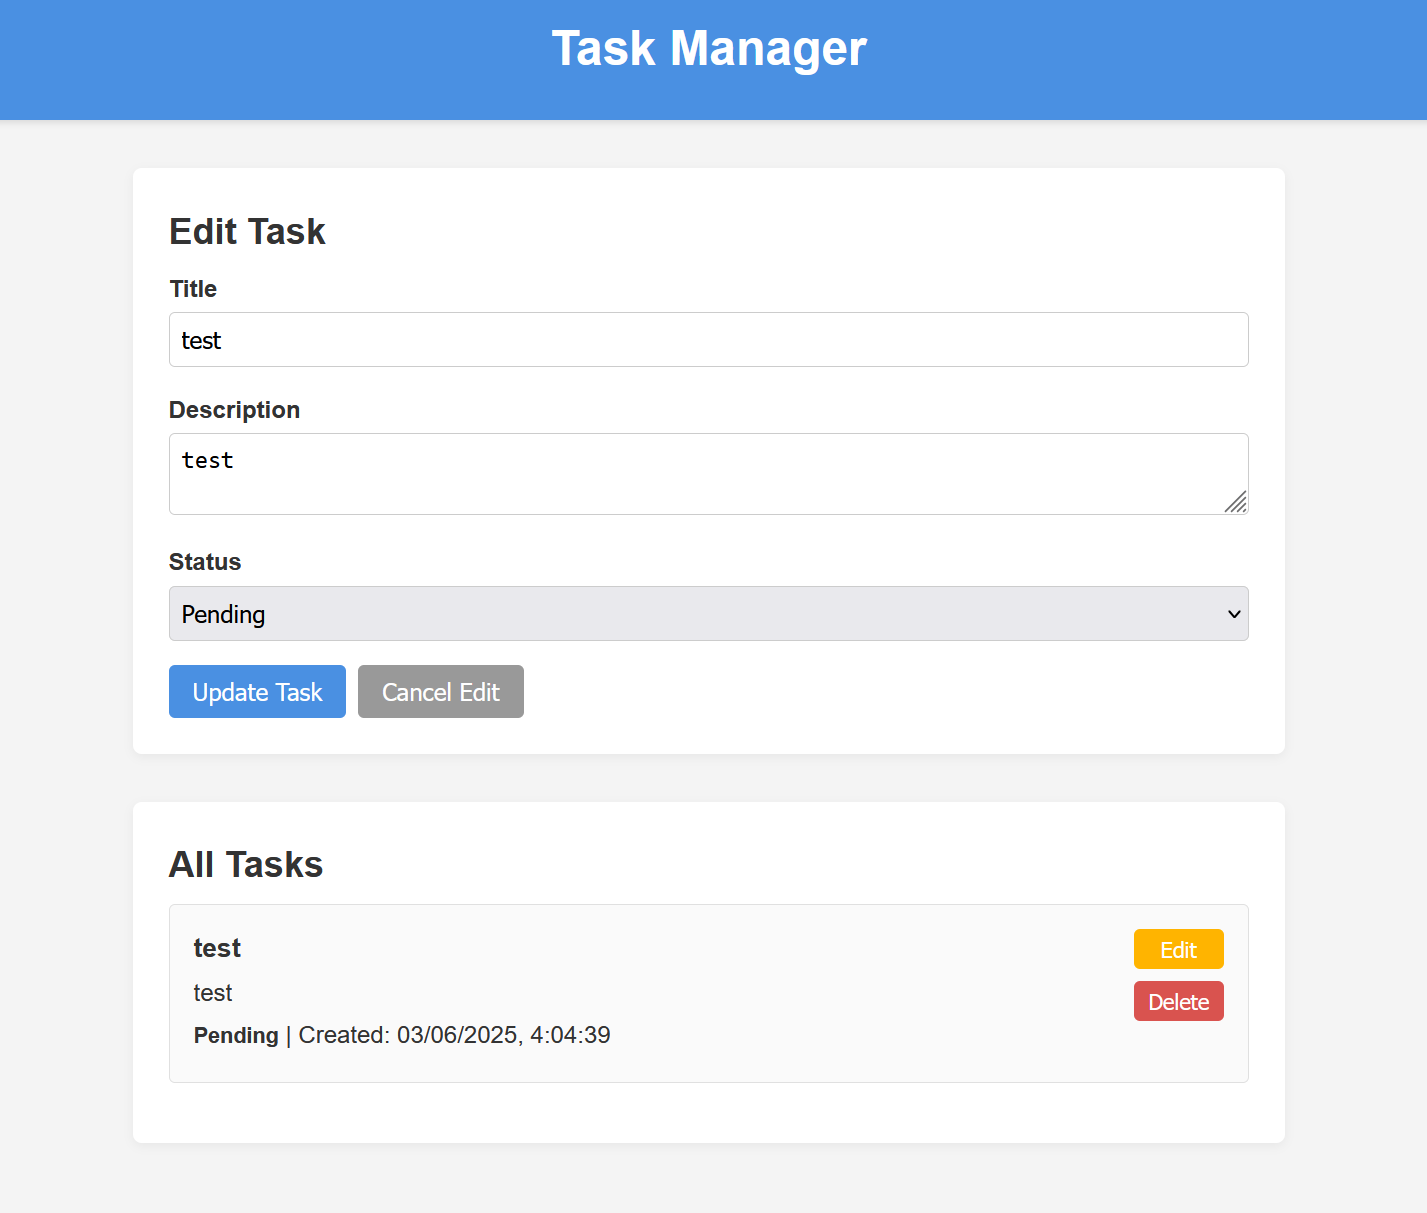 Task Manager
Edit Task
Title
test
Description
test
Status
Pending
Update Task Cancel Edit
All Tasks
test
Edit
test
Delete
Pending | Created: 03/06/2025, 4:04:39